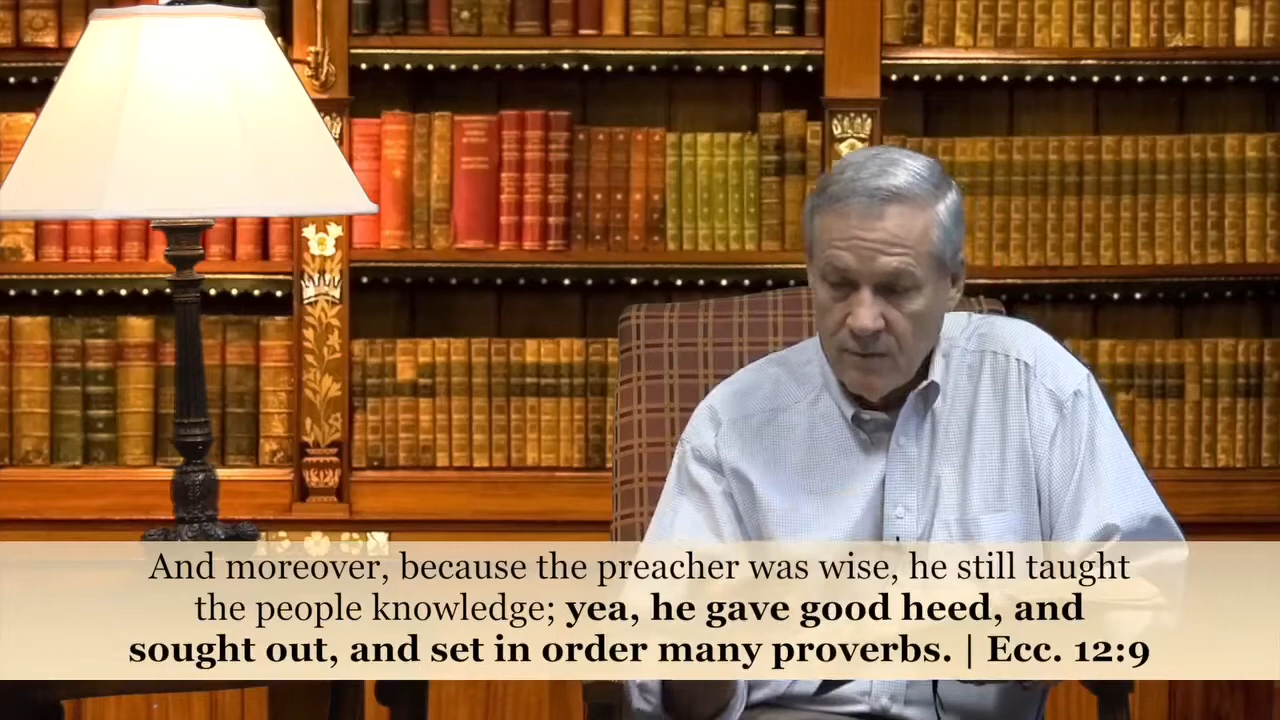 And moreover, because the preacher was wise, he still taught
the people knowledge; yea, he gave good heed, and
sought out, and set in order many proverbs. | Ecc. 12:9